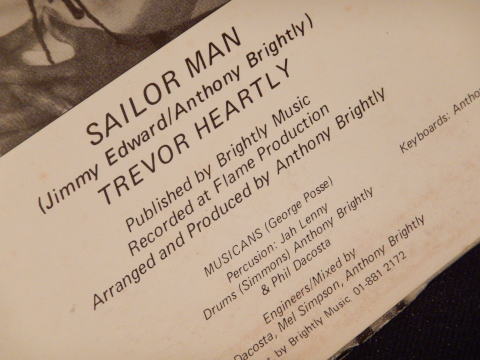 SAILOR MAN
(Jimmy Edward/Anthony Brightly)
TREVOR HEARTLY
Published by Brightly Music
Recorded at Flame Production
Arranged and Produced by Anthony Brightly
MUSICANS (George Posse)
Percusion: Jah Lenny
Drums (Simmons) Anthony Brightly
& Phil Dacosta
Keyboards:
Engineers/Mixed by
Dacosta, Mel Simpson, Anthony Brightly
by Brightly Music 01-881 2172